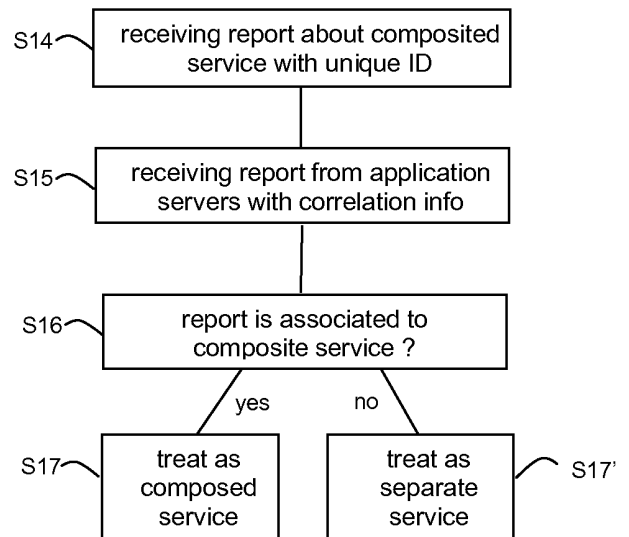 S14
receiving report about composited
service with unique ID
S15
receiving report from application
servers with correlation info
S16
report is associated to
composite service ?
yes
no
S17
treat as
composed
service
treat as
separate
service
S17'